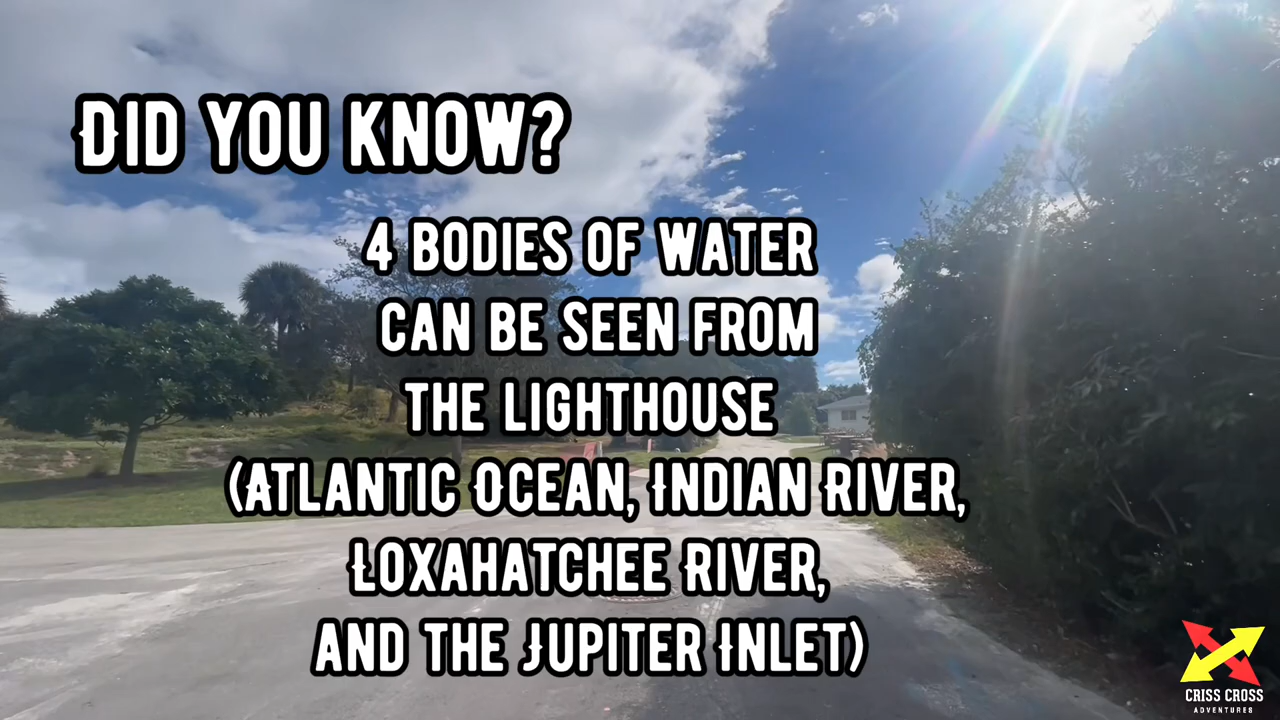 Did you know?
4 bodies of water
can be seen from
the lighthouse
(Atlantic Ocean, Indian River,
Loxahatchee River,
and the Jupiter Inlet)
CRISS CROSS
ADVENTURES